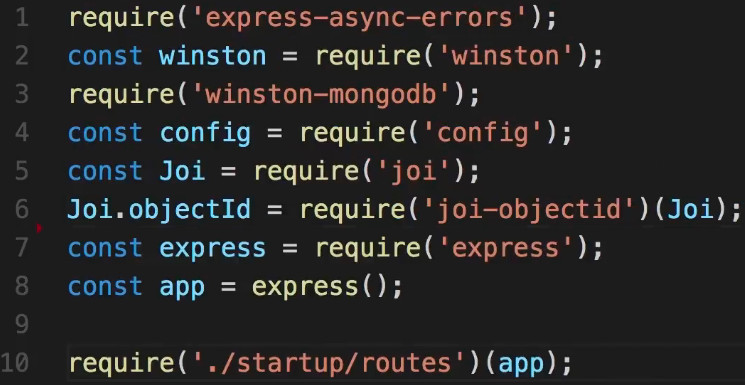 1 require('express-async-errors');
2 const winston = require('winston');
3 require('winston-mongodb');
4 const config = require('config');
5 const Joi = require('joi');
6 Joi.objectId = require('joi-objectid')(Joi);
7 const express = require('express');
8 const app = express();
9
10 require('./startup/routes')(app);